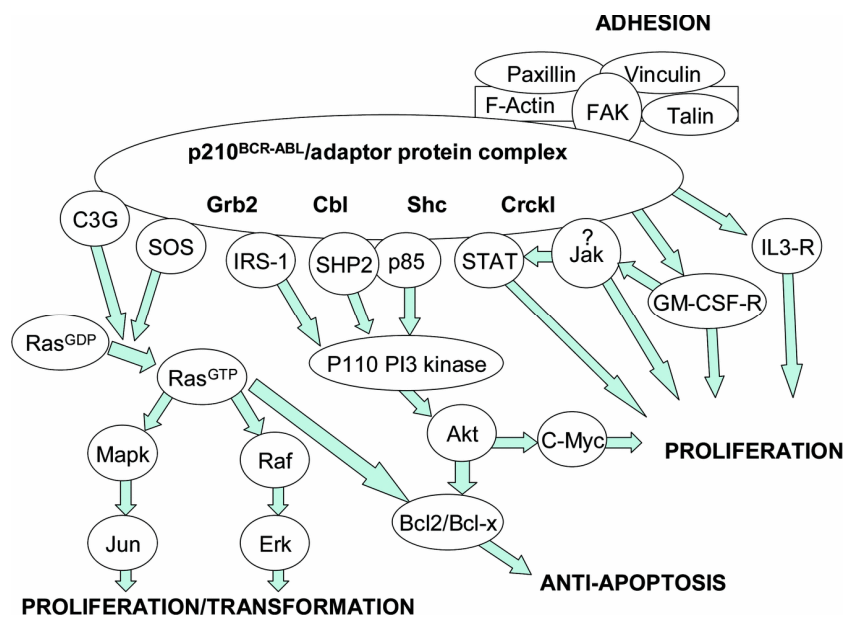 ADHESION
Paxillin
Vinculin
F-Actin
FAK
Talin
p210BCR-ABL/adaptor protein complex
Grb2
Cbl
Shc
Crckl
C3G
SOS
IRS-1
SHP2
p85
STAT
?
Jak
IL3-R
GM-CSF-R
RasGDP
RasGTP
P110 PI3 kinase
Mapk
Raf
Akt
C-Myc
PROLIFERATION
Jun
Erk
Bcl2/Bcl-x
ANTI-APOPTOSIS
PROLIFERATION/TRANSFORMATION